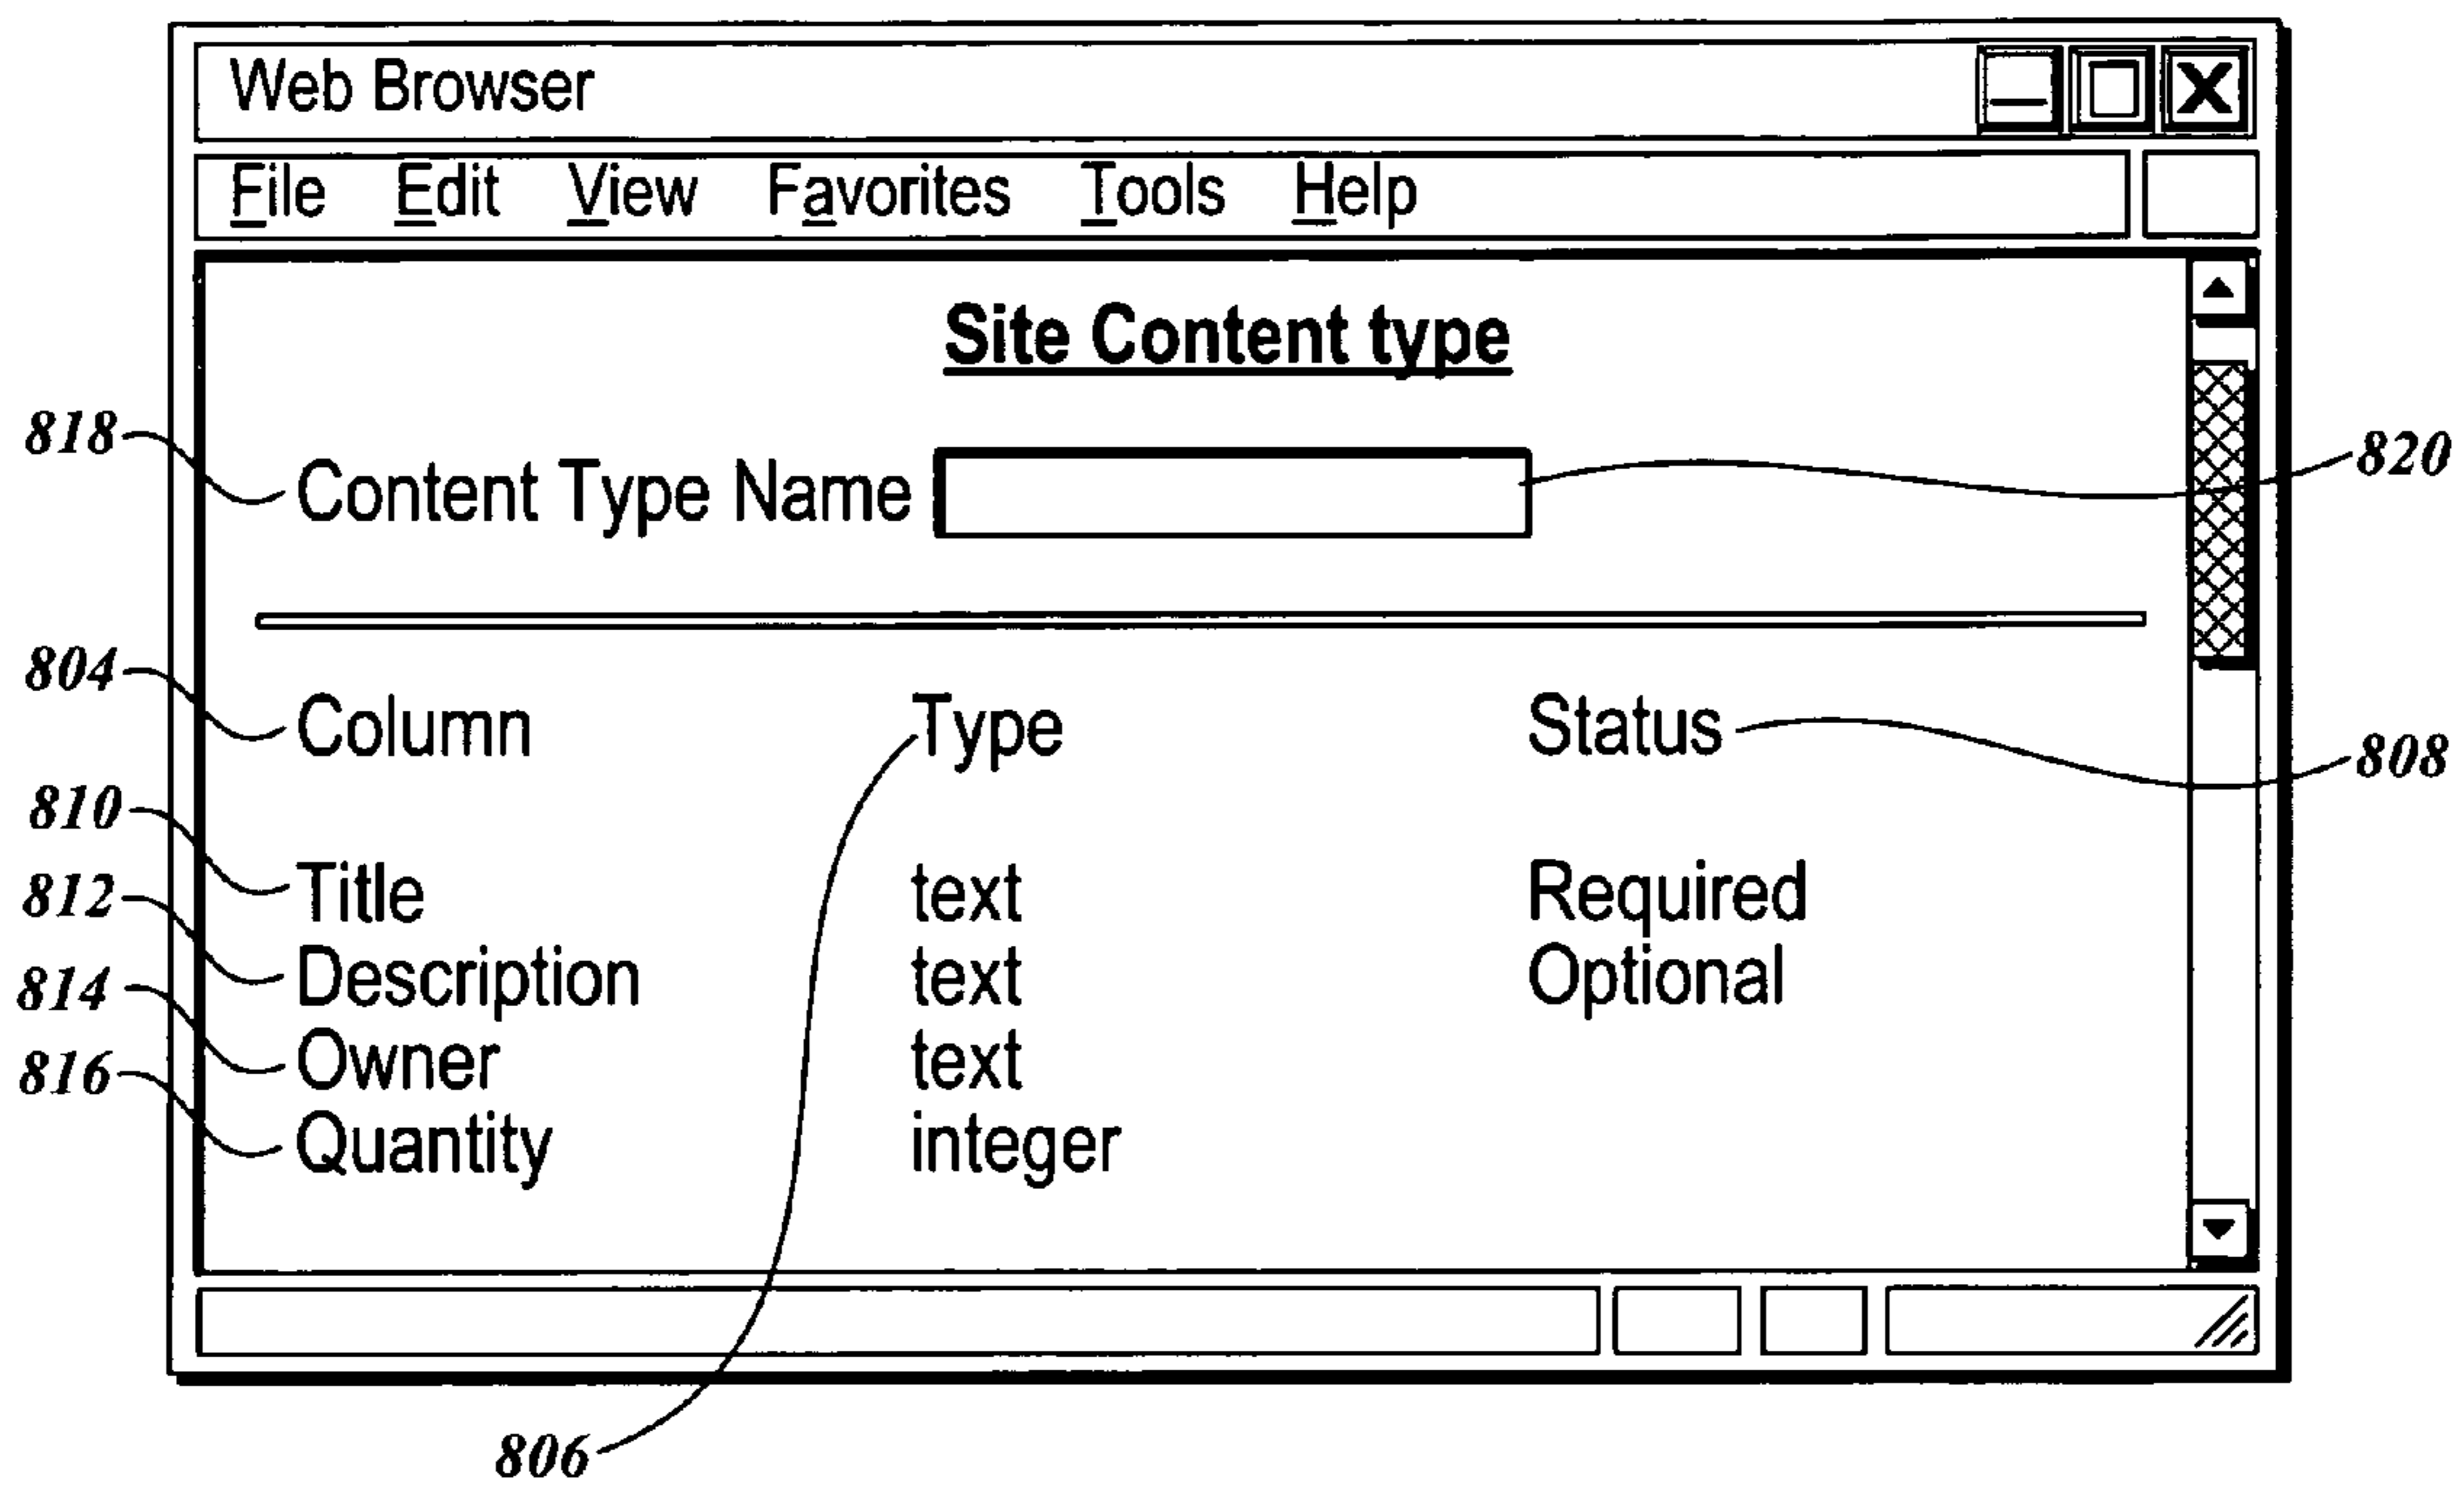 Web Browser
File Edit View Favorites Tools Help
Site Content type
818 Content Type Name 820
804 Column Type Status 808
810 Title text Required
812 Description text Optional
814 Owner text
816 Quantity integer
806